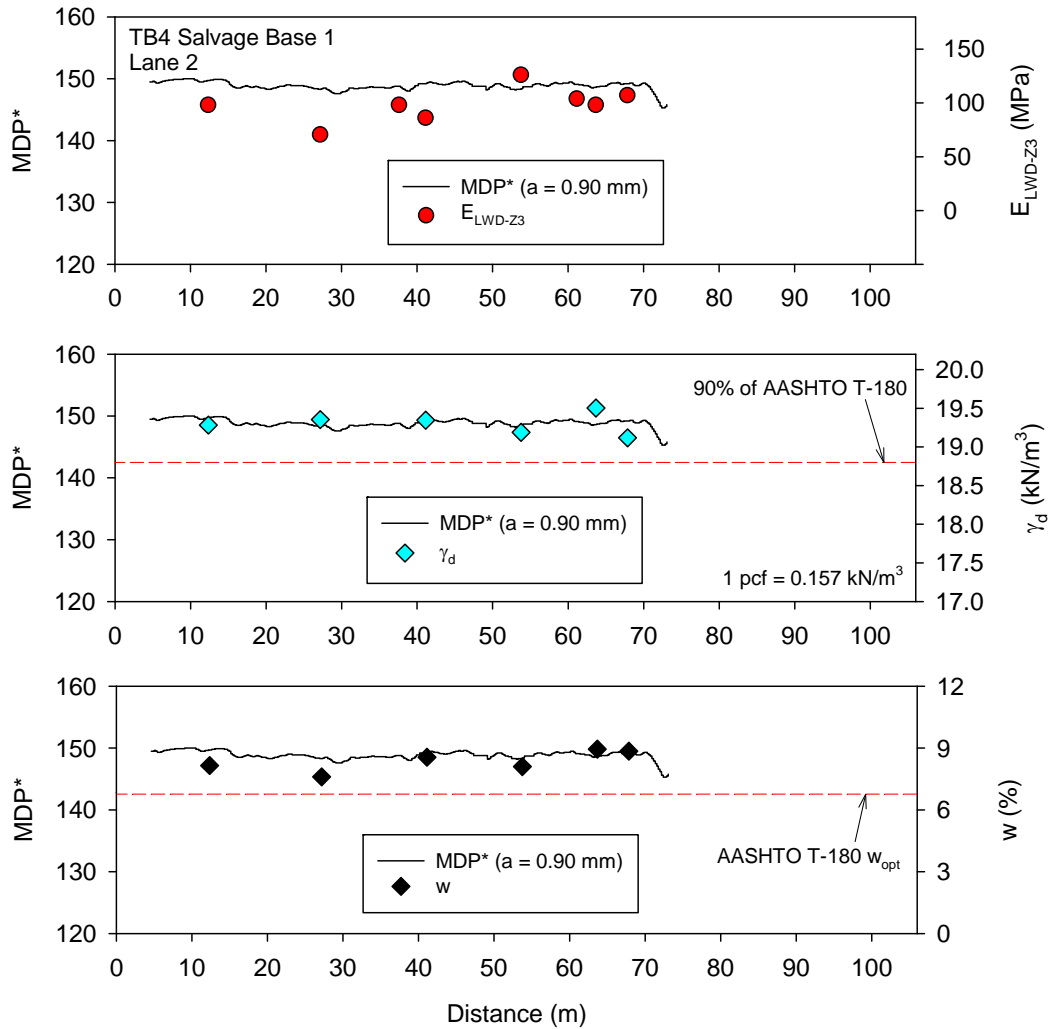 TB4 Salvage Base 1
Lane 2
160
150
140
130
120
MDP*
150
100
50
0
E_LWD-Z3 (MPa)
MDP* (a = 0.90 mm)
E_LWD-Z3
0 10 20 30 40 50 60 70 80 90 100
160
150
140
130
120
MDP*
20.0
19.5
19.0
18.5
18.0
17.5
17.0
γ_d (kN/m³)
90% of AASHTO T-180
MDP* (a = 0.90 mm)
γ_d
1 pcf = 0.157 kN/m³
0 10 20 30 40 50 60 70 80 90 100
160
150
140
130
120
MDP*
12
9
6
3
0
w (%)
MDP* (a = 0.90 mm)
w
AASHTO T-180 w_opt
0 10 20 30 40 50 60 70 80 90 100
Distance (m)